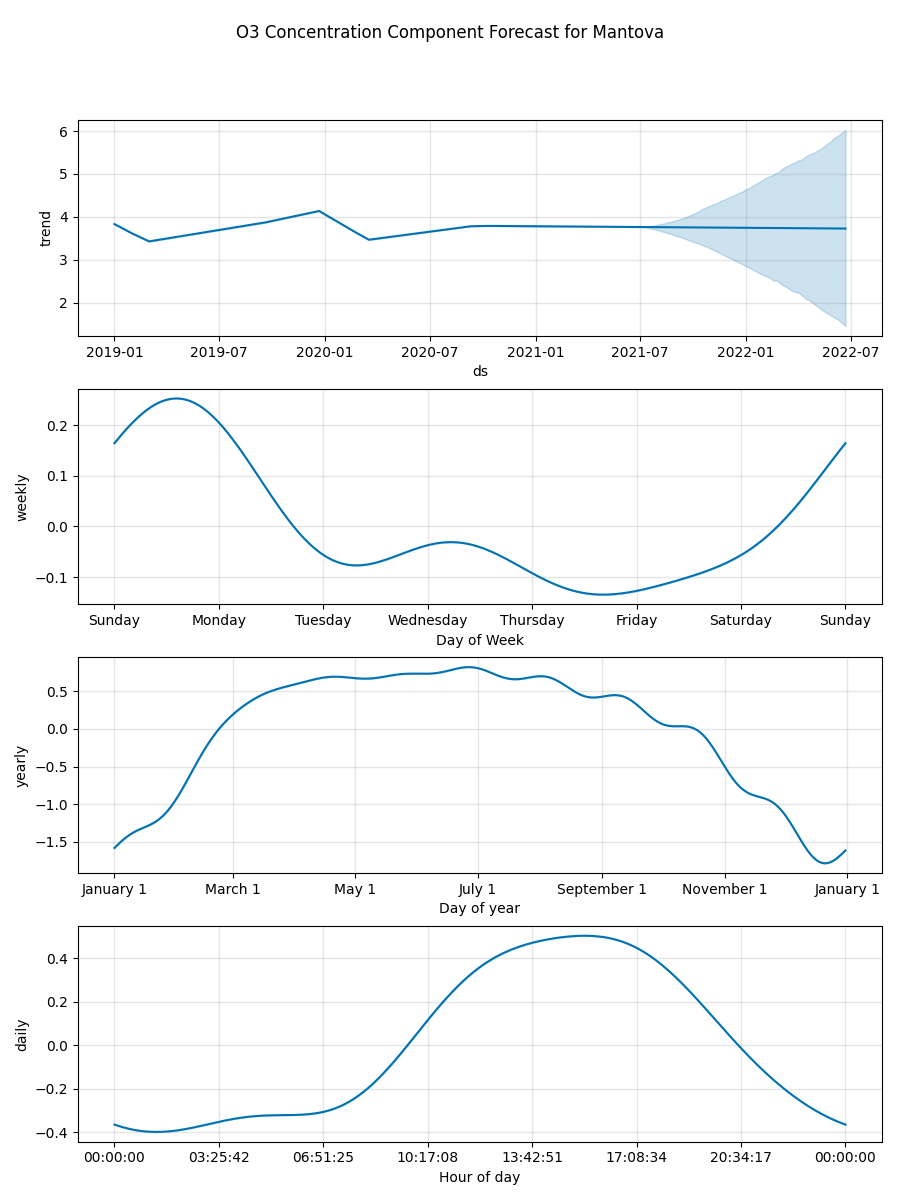 O3 Concentration Component Forecast for Mantova
6
5
4
3
2
trend
2019-01 2019-07 2020-01 2020-07 2021-01 2021-07 2022-01 2022-07
ds
0.2
0.1
0.0
−0.1
weekly
Sunday Monday Tuesday Wednesday Thursday Friday Saturday Sunday
Day of Week
0.5
0.0
−0.5
−1.0
−1.5
yearly
January 1 March 1 May 1 July 1 September 1 November 1 January 1
Day of year
0.4
0.2
0.0
−0.2
−0.4
daily
00:00:00 03:25:42 06:51:25 10:17:08 13:42:51 17:08:34 20:34:17 00:00:00
Hour of day